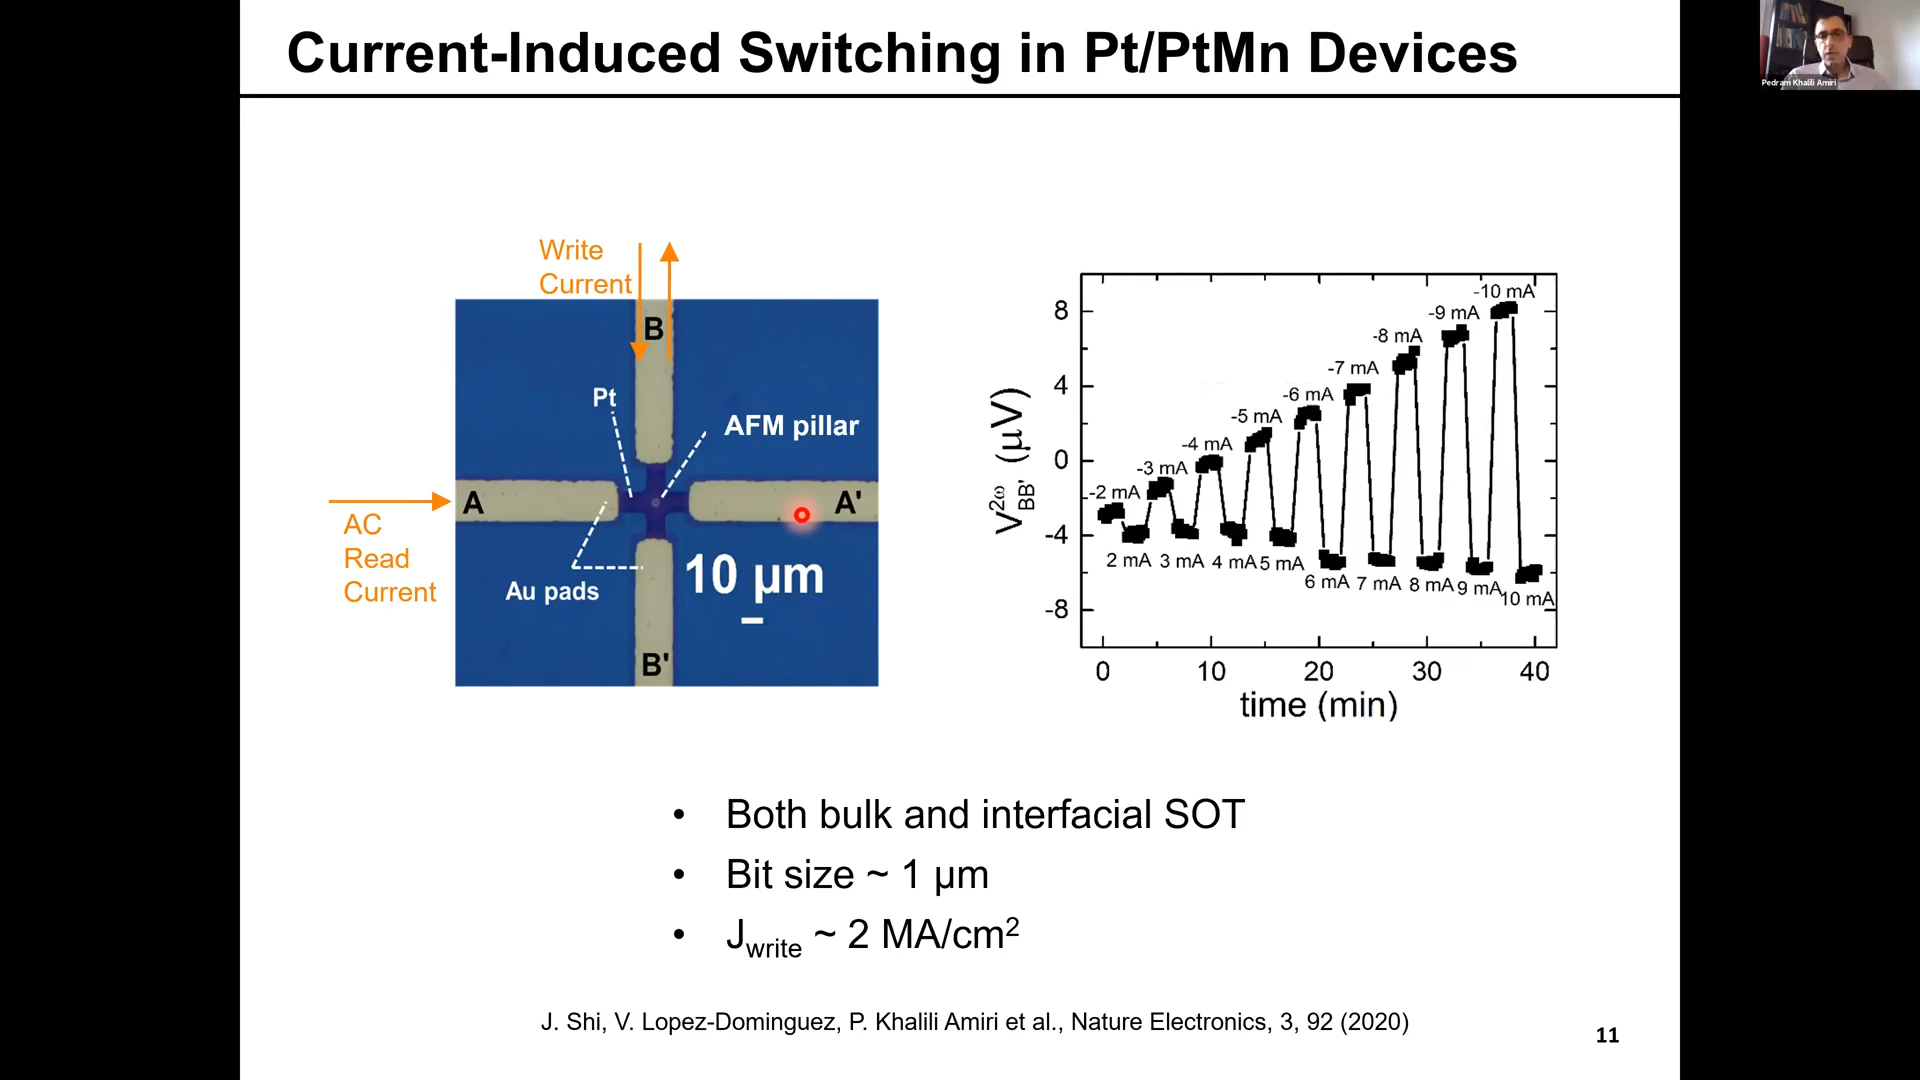 Current-Induced Switching in Pt/PtMn Devices
Pedram Khalili Amiri
Write
Current
B
Pt
AFM pillar
A
A'
AC
Read
Current
Au pads
10 µm
B'
V2ω BB' (µV)
8
4
0
-4
-8
-2 mA
-3 mA
-4 mA
-5 mA
-6 mA
-7 mA
-8 mA
-9 mA
-10 mA
2 mA
3 mA
4 mA
5 mA
6 mA
7 mA
8 mA
9 mA
10 mA
0 10 20 30 40
time (min)
• Both bulk and interfacial SOT
• Bit size ~ 1 µm
• Jwrite ~ 2 MA/cm2
J. Shi, V. Lopez-Dominguez, P. Khalili Amiri et al., Nature Electronics, 3, 92 (2020)
11